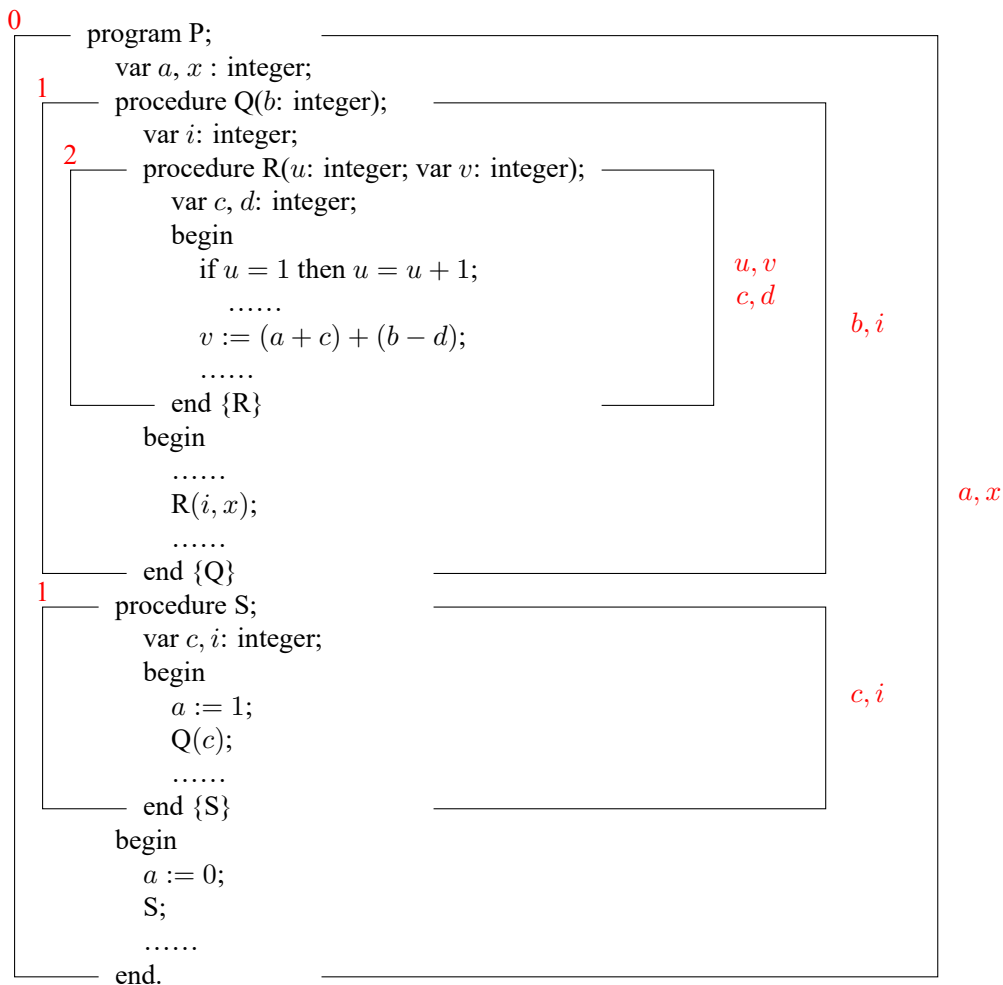 0
program P;
var a, x : integer;
1
procedure Q(b: integer);
var i: integer;
2
procedure R(u: integer; var v: integer);
var c, d: integer;
begin
if u = 1 then u = u + 1;
……
v := (a + c) + (b − d);
……
end {R}
u, v
c, d
begin
……
R(i, x);
……
end {Q}
b, i
1
procedure S;
var c, i: integer;
begin
a := 1;
Q(c);
……
end {S}
c, i
begin
a := 0;
S;
……
end.
a, x